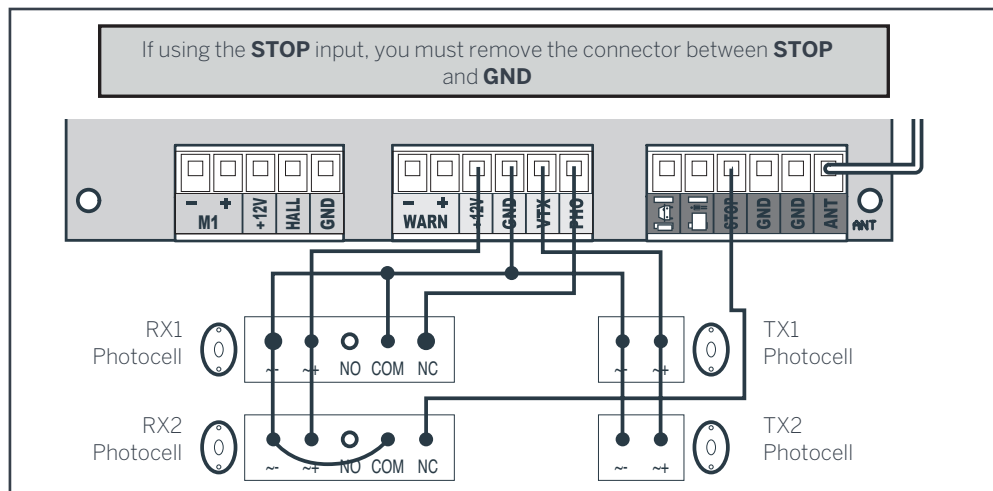 If using the STOP input, you must remove the connector between STOP
and GND
- + +12V HALL GND
M1
- + +12V GND VTX PHO
WARN
STOP GND GND ANT
ANT
RX1
Photocell
~- ~+ NO COM NC
TX1
Photocell
~- ~+
RX2
Photocell
~- ~+ NO COM NC
TX2
Photocell
~- ~+